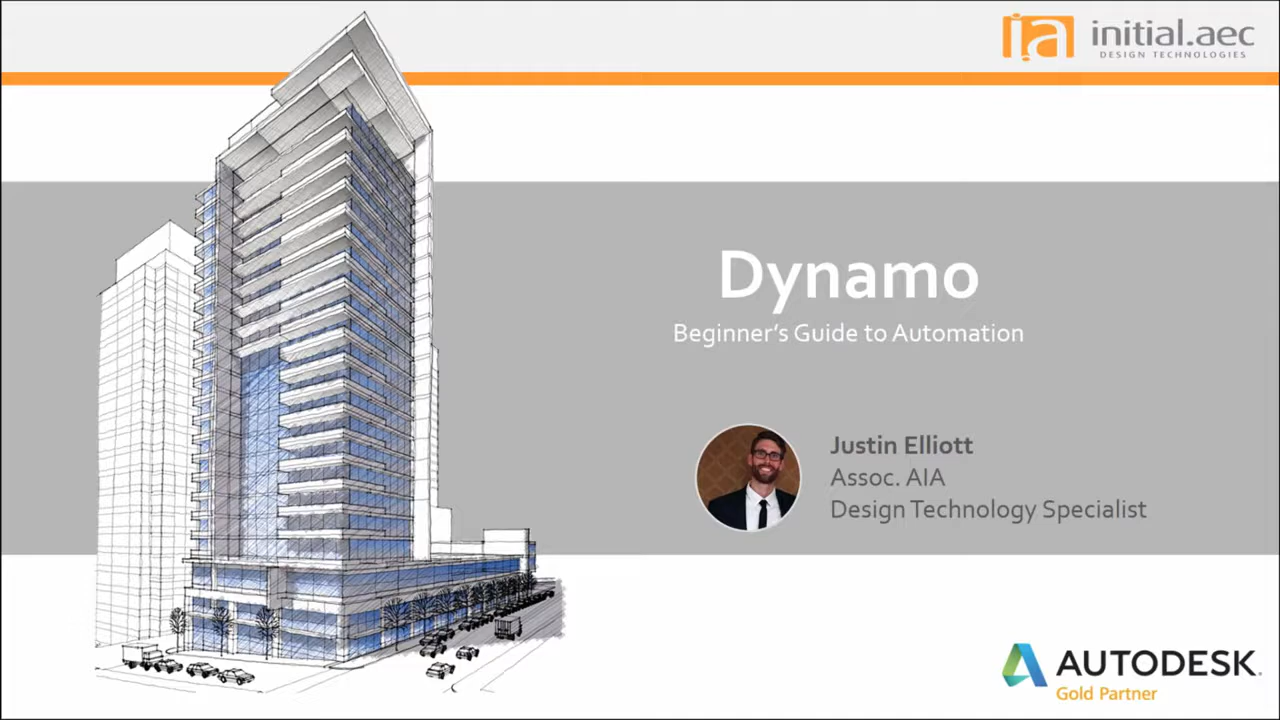 ia initial.aec
DESIGN TECHNOLOGIES
Dynamo
Beginner's Guide to Automation
Justin Elliott
Assoc. AIA
Design Technology Specialist
AUTODESK.
Gold Partner